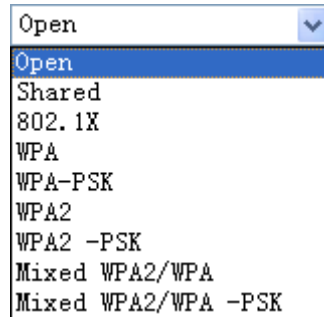 Open
Open
Shared
802.1X
WPA
WPA-PSK
WPA2
WPA2 -PSK
Mixed WPA2/WPA
Mixed WPA2/WPA -PSK